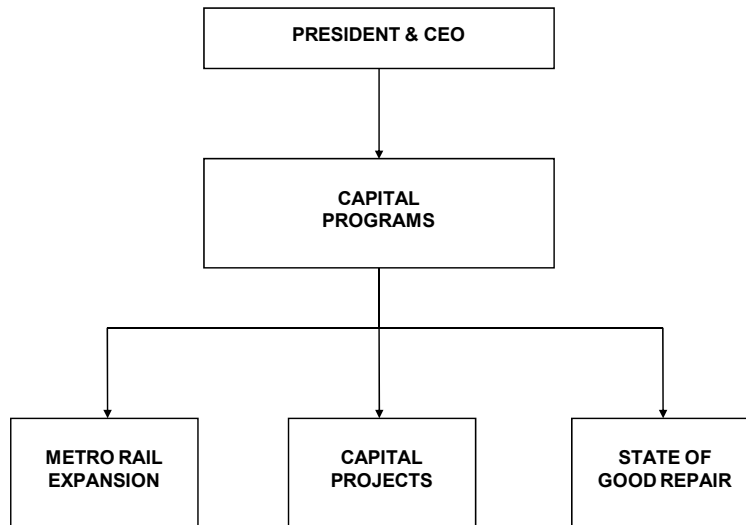 PRESIDENT & CEO
CAPITAL
PROGRAMS
METRO RAIL
EXPANSION
CAPITAL
PROJECTS
STATE OF
GOOD REPAIR